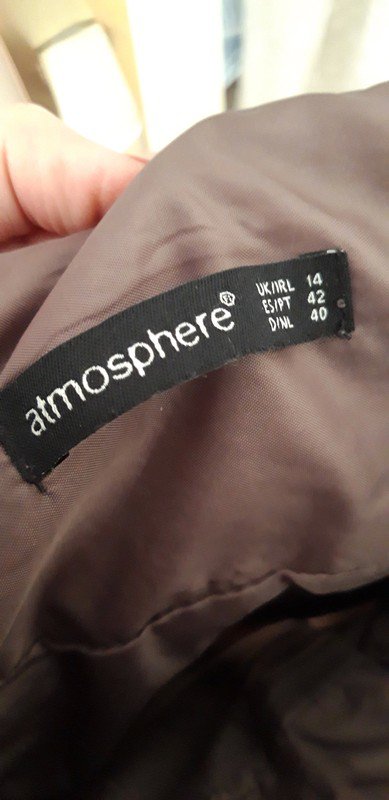 atmosphere®
UK/IRL 14
ES/PT 42
D/NL 40